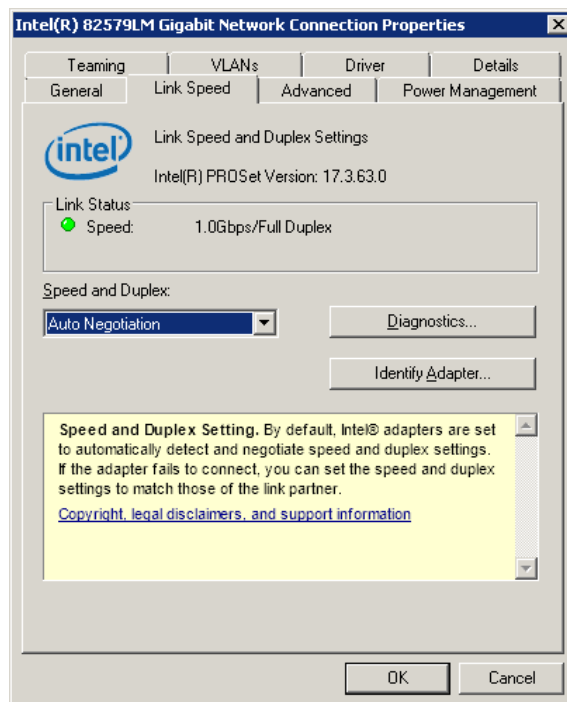 Intel(R) 82579LM Gigabit Network Connection Properties
Teaming VLANs Driver Details
General Link Speed Advanced Power Management
intel
Link Speed and Duplex Settings
Intel(R) PROSet Version: 17.3.63.0
Link Status
Speed: 1.0Gbps/Full Duplex
Speed and Duplex:
Auto Negotiation
Diagnostics...
Identify Adapter...
Speed and Duplex Setting. By default, Intel® adapters are set
to automatically detect and negotiate speed and duplex settings.
If the adapter fails to connect, you can set the speed and duplex
settings to match those of the link partner.
Copyright, legal disclaimers, and support information
OK Cancel